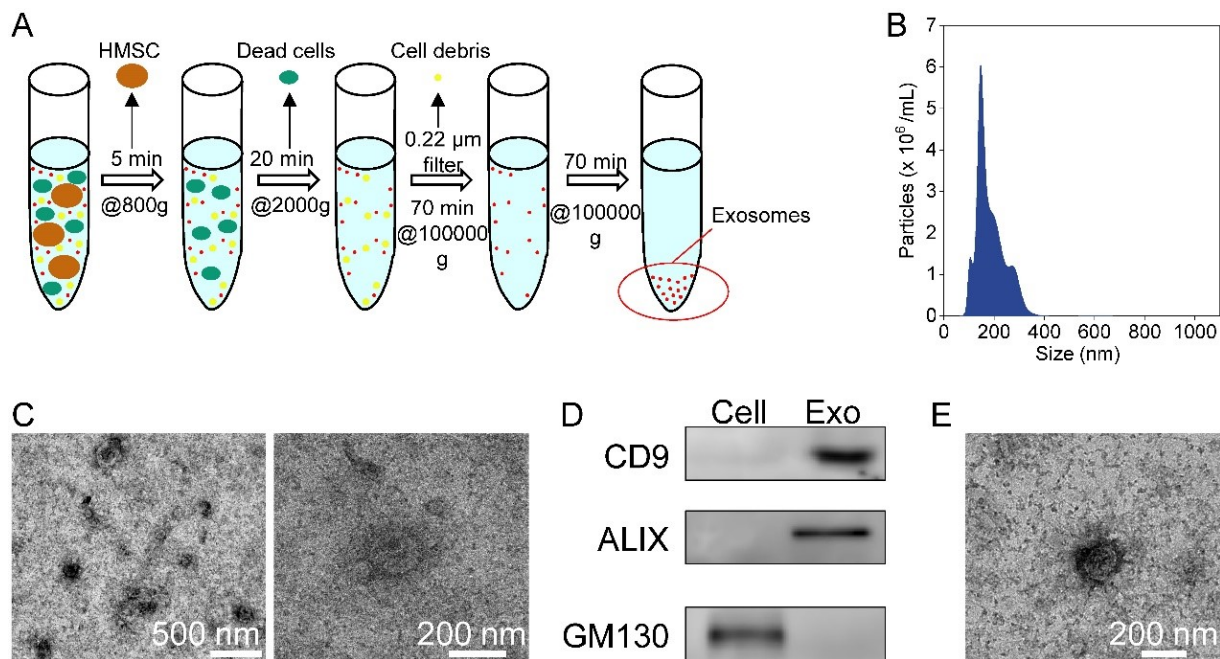 A
HMSC
Dead cells
Cell debris
5 min
@800g
20 min
@2000g
0.22 µm
filter
70 min
@100000
g
70 min
@100000
g
Exosomes
B
Particles (x 10⁶ /mL)
7
6
5
4
3
2
1
0
0 200 400 600 800 1000
Size (nm)
C
500 nm
200 nm
D
Cell Exo
CD9
ALIX
GM130
E
200 nm